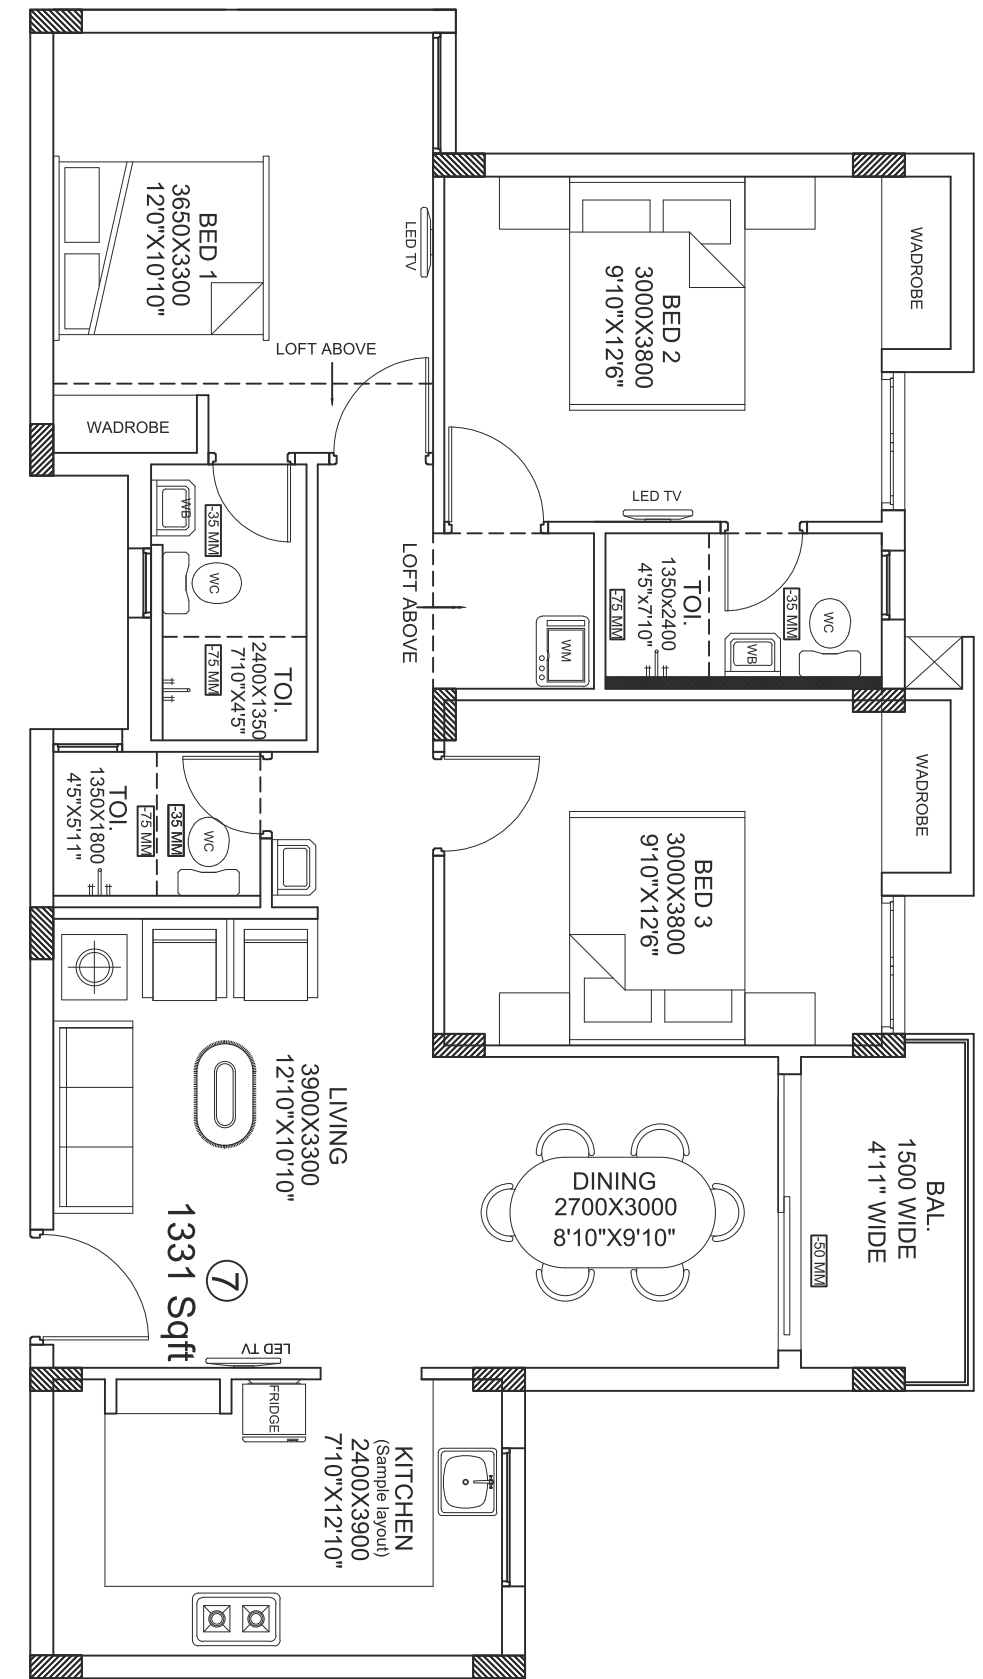 BED 1
3650X3300
12'0"X10'10"
LED TV
LOFT ABOVE
WADROBE
BED 2
3000X3800
9'10"X12'6"
WADROBE
LED TV
WB
-35 MM
WC
TOI.
2400X1350
7'10"X4'5"
-75 MM
LOFT ABOVE
WM
TOI.
1350x2400
4'5"x7'10"
-75 MM
-35 MM
WC
WB
TOI.
1350X1800
4'5"X5'11"
-75 MM
-35 MM
WC
BED 3
3000X3800
9'10"X12'6"
WADROBE
LIVING
3900X3300
12'10"X10'10"
DINING
2700X3000
8'10"X9'10"
BAL.
1500 WIDE
4'11" WIDE
-50 MM
7
1331 Sqft
LED TV
FRIDGE
KITCHEN
(Sample layout)
2400X3900
7'10"X12'10"